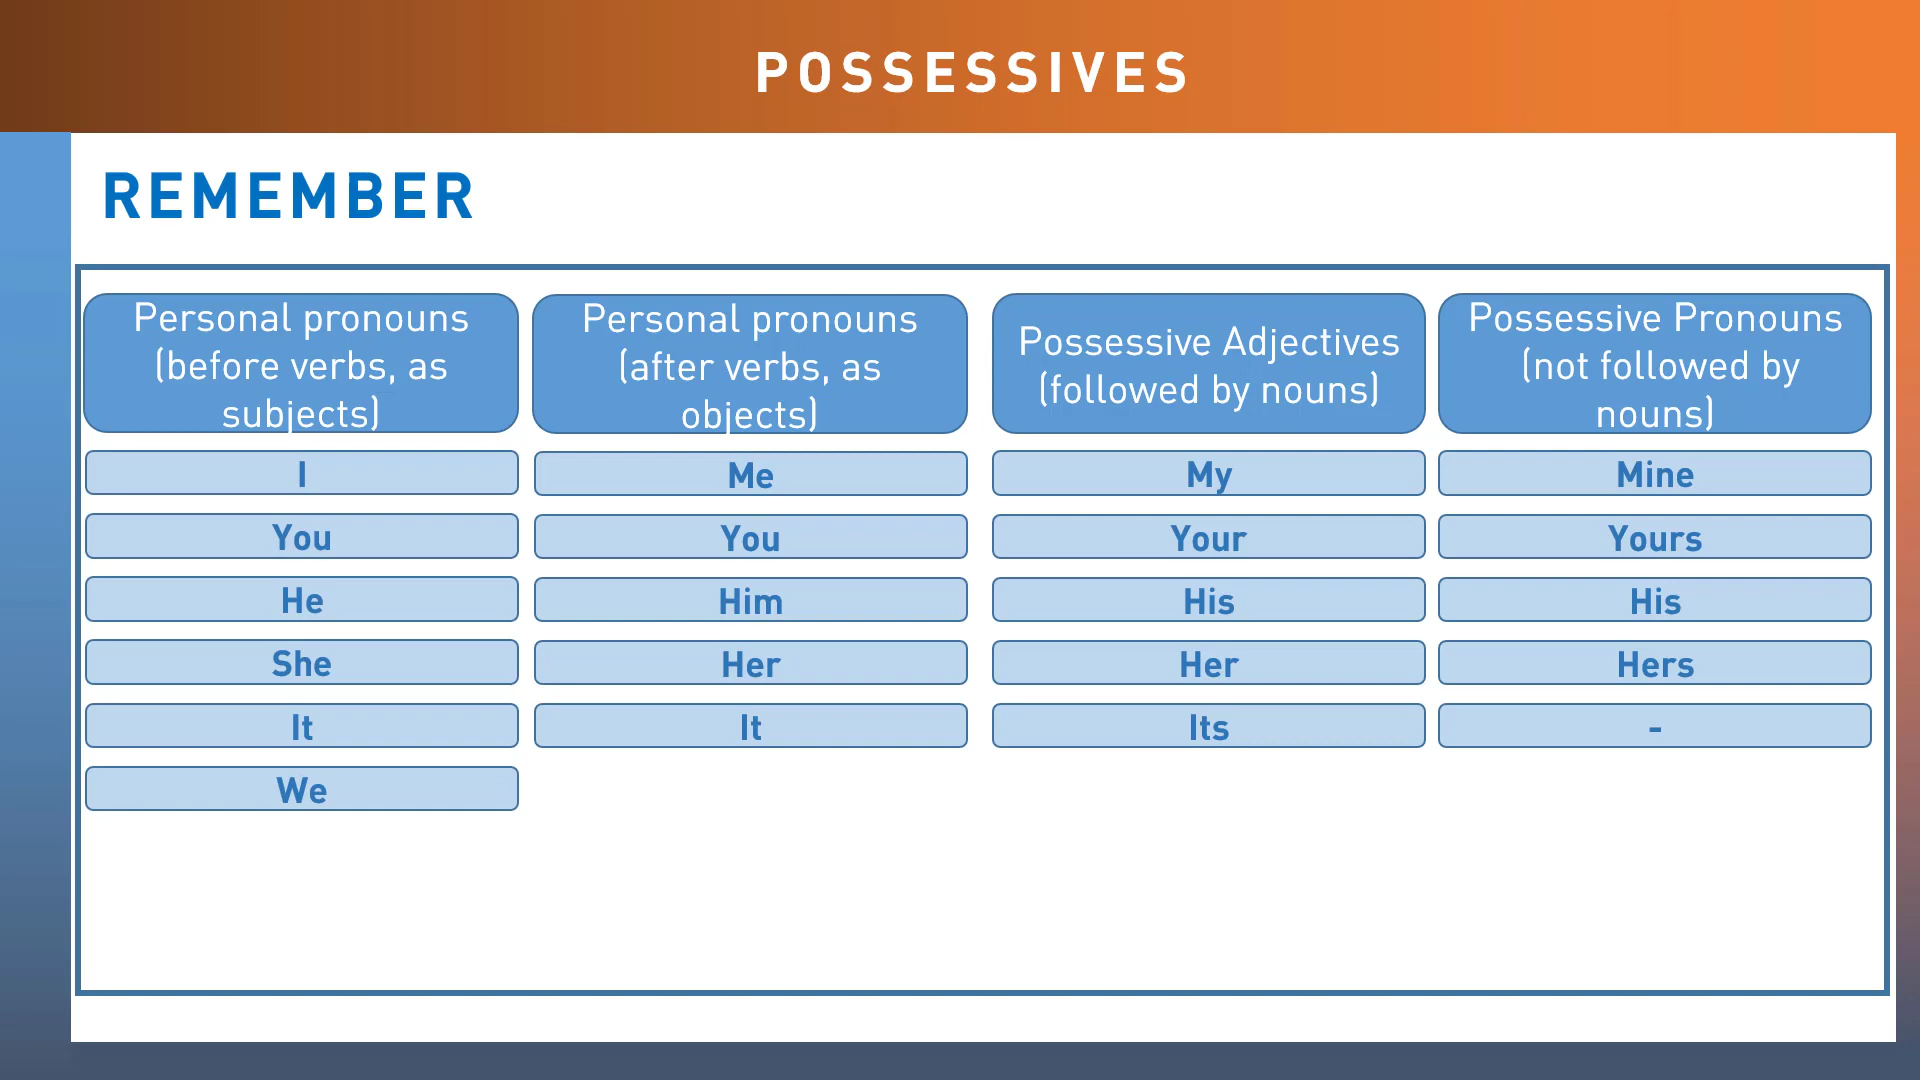 POSSESSIVES
REMEMBER
Personal pronouns
(before verbs, as
subjects)
Personal pronouns
(after verbs, as
objects)
Possessive Adjectives
(followed by nouns)
Possessive Pronouns
(not followed by
nouns)
I
Me
My
Mine
You
You
Your
Yours
He
Him
His
His
She
Her
Her
Hers
It
It
Its
-
We